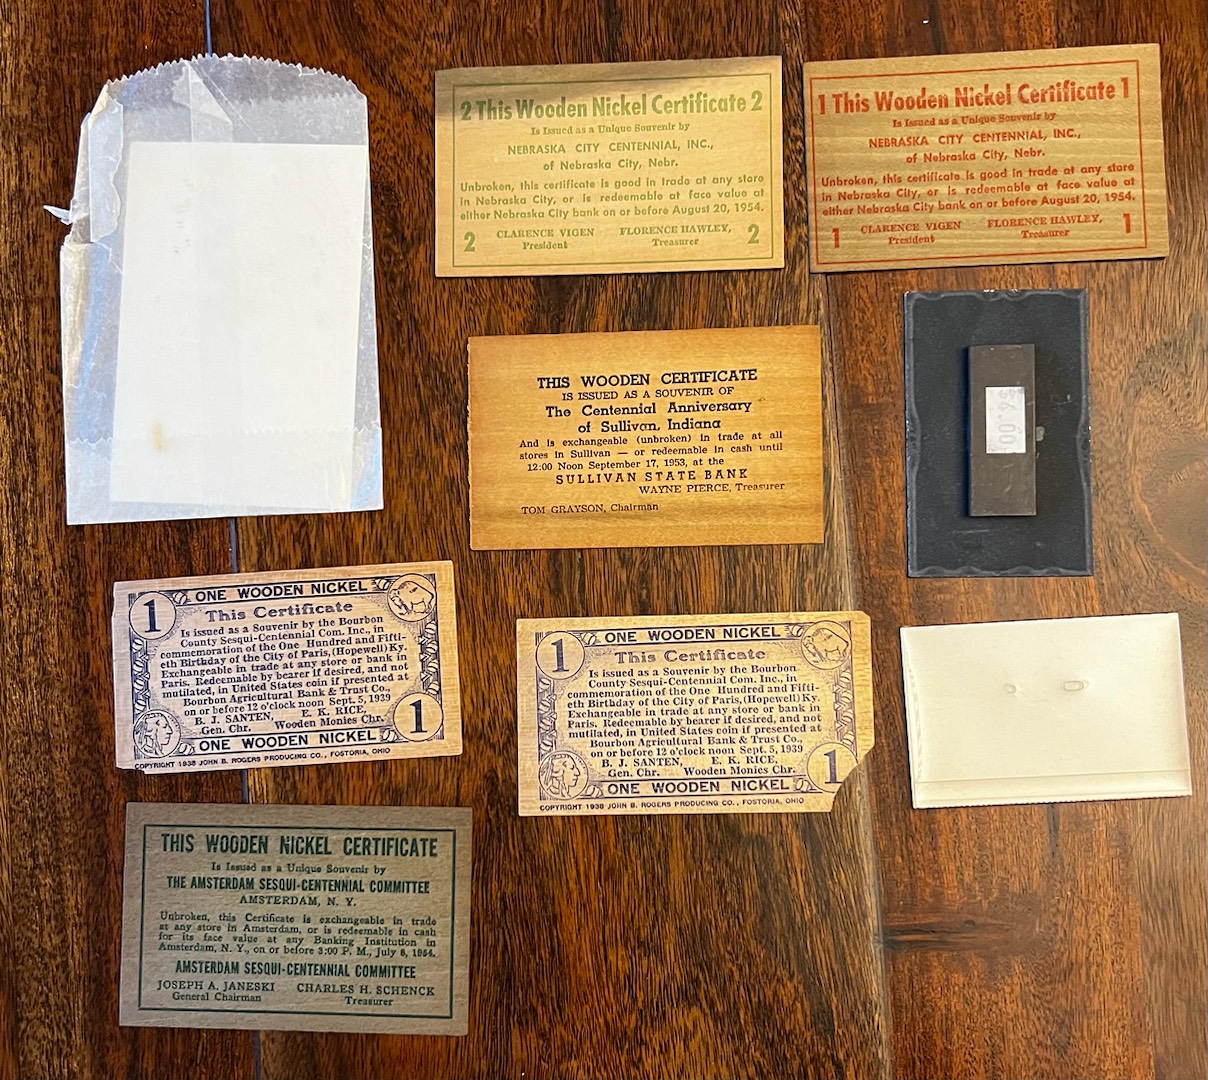 2 This Wooden Nickel Certificate 2
Is Issued as a Unique Souvenir by
NEBRASKA CITY CENTENNIAL, INC.,
of Nebraska City, Nebr.
Unbroken, this certificate is good in trade at any store
in Nebraska City, or is redeemable at face value at
either Nebraska City bank on or before August 20, 1954.
2 CLARENCE VIGEN FLORENCE HAWLEY, 2
President Treasurer
1 This Wooden Nickel Certificate 1
Is Issued as a Unique Souvenir by
NEBRASKA CITY CENTENNIAL, INC.,
of Nebraska City, Nebr.
Unbroken, this certificate is good in trade at any store
in Nebraska City, or is redeemable at face value at
either Nebraska City bank on or before August 20, 1954.
1 CLARENCE VIGEN FLORENCE HAWLEY, 1
President Treasurer
THIS WOODEN CERTIFICATE
IS ISSUED AS A SOUVENIR OF
The Centennial Anniversary
of Sullivan, Indiana
And is exchangeable (unbroken) in trade at all
stores in Sullivan — or redeemable in cash until
12:00 Noon September 17, 1953, at the
SULLIVAN STATE BANK
WAYNE PIERCE, Treasurer
TOM GRAYSON, Chairman
$4.00
ONE WOODEN NICKEL
1
This Certificate
Is issued as a Souvenir by the Bourbon
County Sesqui-Centennial Com. Inc., in
commemoration of the One Hundred and Fifti-
eth Birthday of the City of Paris, (Hopewell) Ky.
Exchangeable in trade at any store or bank in
Paris. Redeemable by bearer if desired, and not
mutilated, in United States coin if presented at
Bourbon Agricultural Bank & Trust Co.,
on or before 12 o'clock noon Sept. 5, 1939
B. J. SANTEN, E. K. RICE,
Gen. Chr. Wooden Monies Chr.
1
ONE WOODEN NICKEL
COPYRIGHT 1938 JOHN B. ROGERS PRODUCING CO., FOSTORIA, OHIO
ONE WOODEN NICKEL
1
This Certificate
Is issued as a Souvenir by the Bourbon
County Sesqui-Centennial Com. Inc., in
commemoration of the One Hundred and Fifti-
eth Birthday of the City of Paris, (Hopewell) Ky.
Exchangeable in trade at any store or bank in
Paris. Redeemable by bearer if desired, and not
mutilated, in United States coin if presented at
Bourbon Agricultural Bank & Trust Co.,
on or before 12 o'clock noon Sept. 5, 1939
B. J. SANTEN, E. K. RICE,
Gen. Chr. Wooden Monies Chr.
1
ONE WOODEN NICKEL
COPYRIGHT 1938 JOHN B. ROGERS PRODUCING CO., FOSTORIA, OHIO
THIS WOODEN NICKEL CERTIFICATE
Is Issued as a Unique Souvenir by
THE AMSTERDAM SESQUI-CENTENNIAL COMMITTEE
AMSTERDAM, N. Y.
Unbroken, this Certificate is exchangeable in trade
at any store in Amsterdam, or is redeemable in cash
for its face value at any Banking Institution in
Amsterdam, N. Y., on or before 3:00 P. M., July 8, 1954.
AMSTERDAM SESQUI-CENTENNIAL COMMITTEE
JOSEPH A. JANESKI CHARLES H. SCHENCK
General Chairman Treasurer